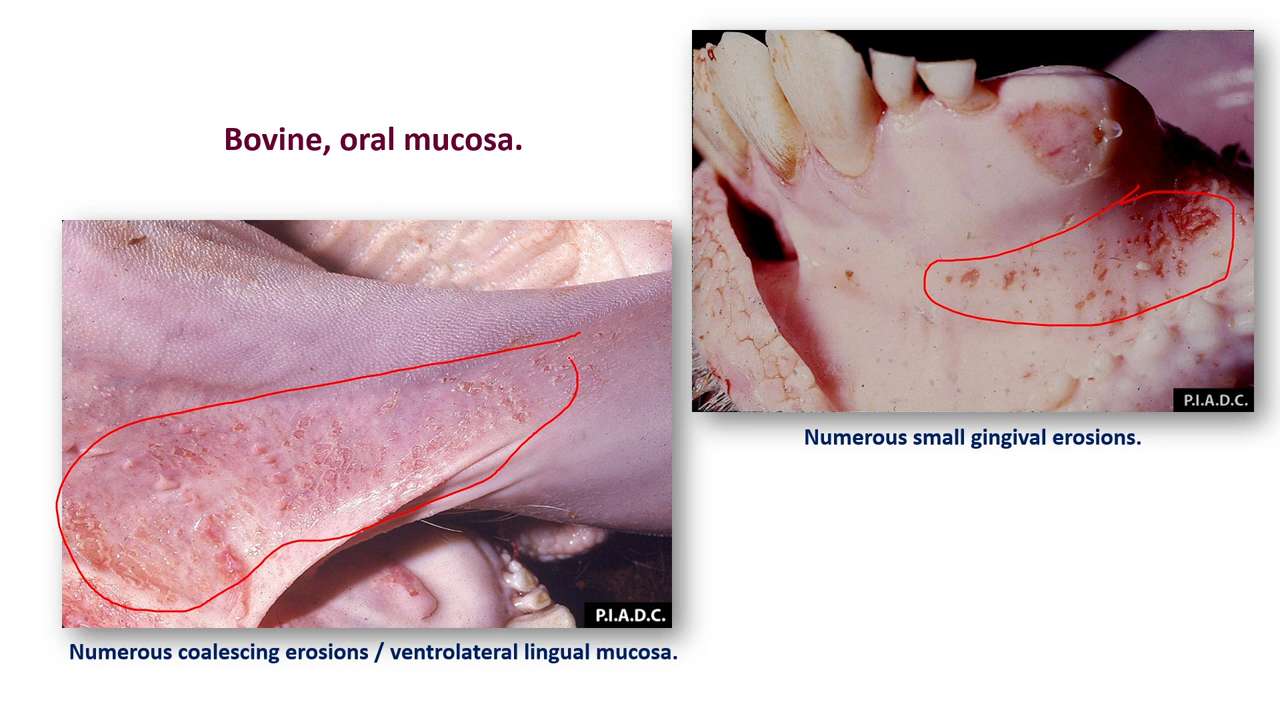 Bovine, oral mucosa.
P.I.A.D.C.
Numerous small gingival erosions.
P.I.A.D.C.
Numerous coalescing erosions / ventrolateral lingual mucosa.